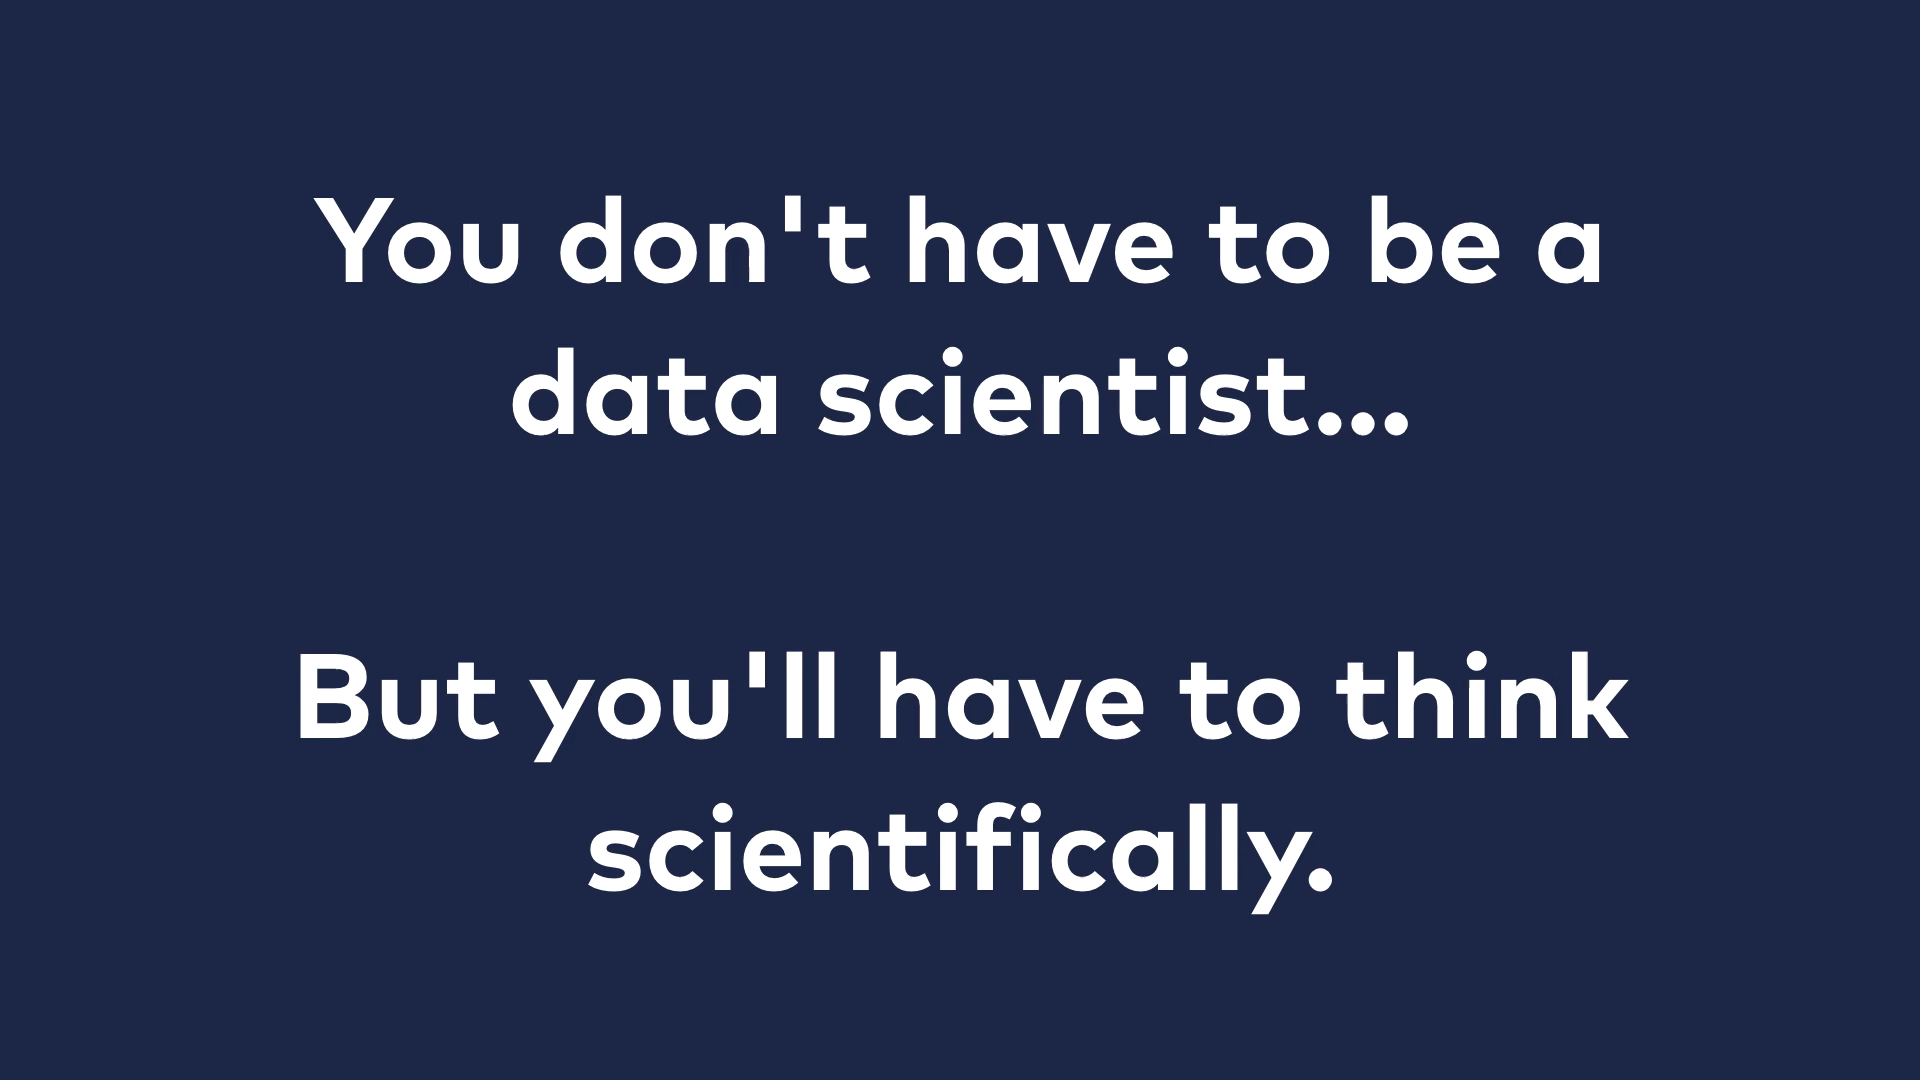 You don't have to be a
data scientist...
But you'll have to think
scientifically.